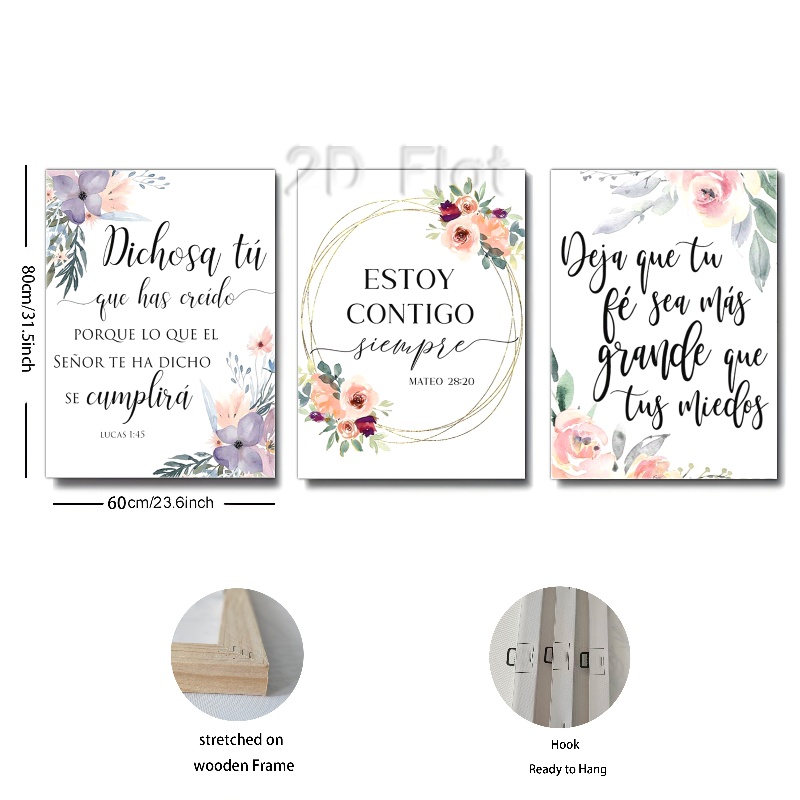 2D Flat
80cm/31.5inch
Dichosa tú
que has creído
PORQUE LO QUE EL
SEÑOR TE HA DICHO
SE cumplirá
LUCAS 1:45
60cm/23.6inch
ESTOY
CONTIGO
siempre
MATEO 28:20
Deja que tu
fé sea más
grande que
tus miedos
stretched on
wooden Frame
Hook
Ready to Hang